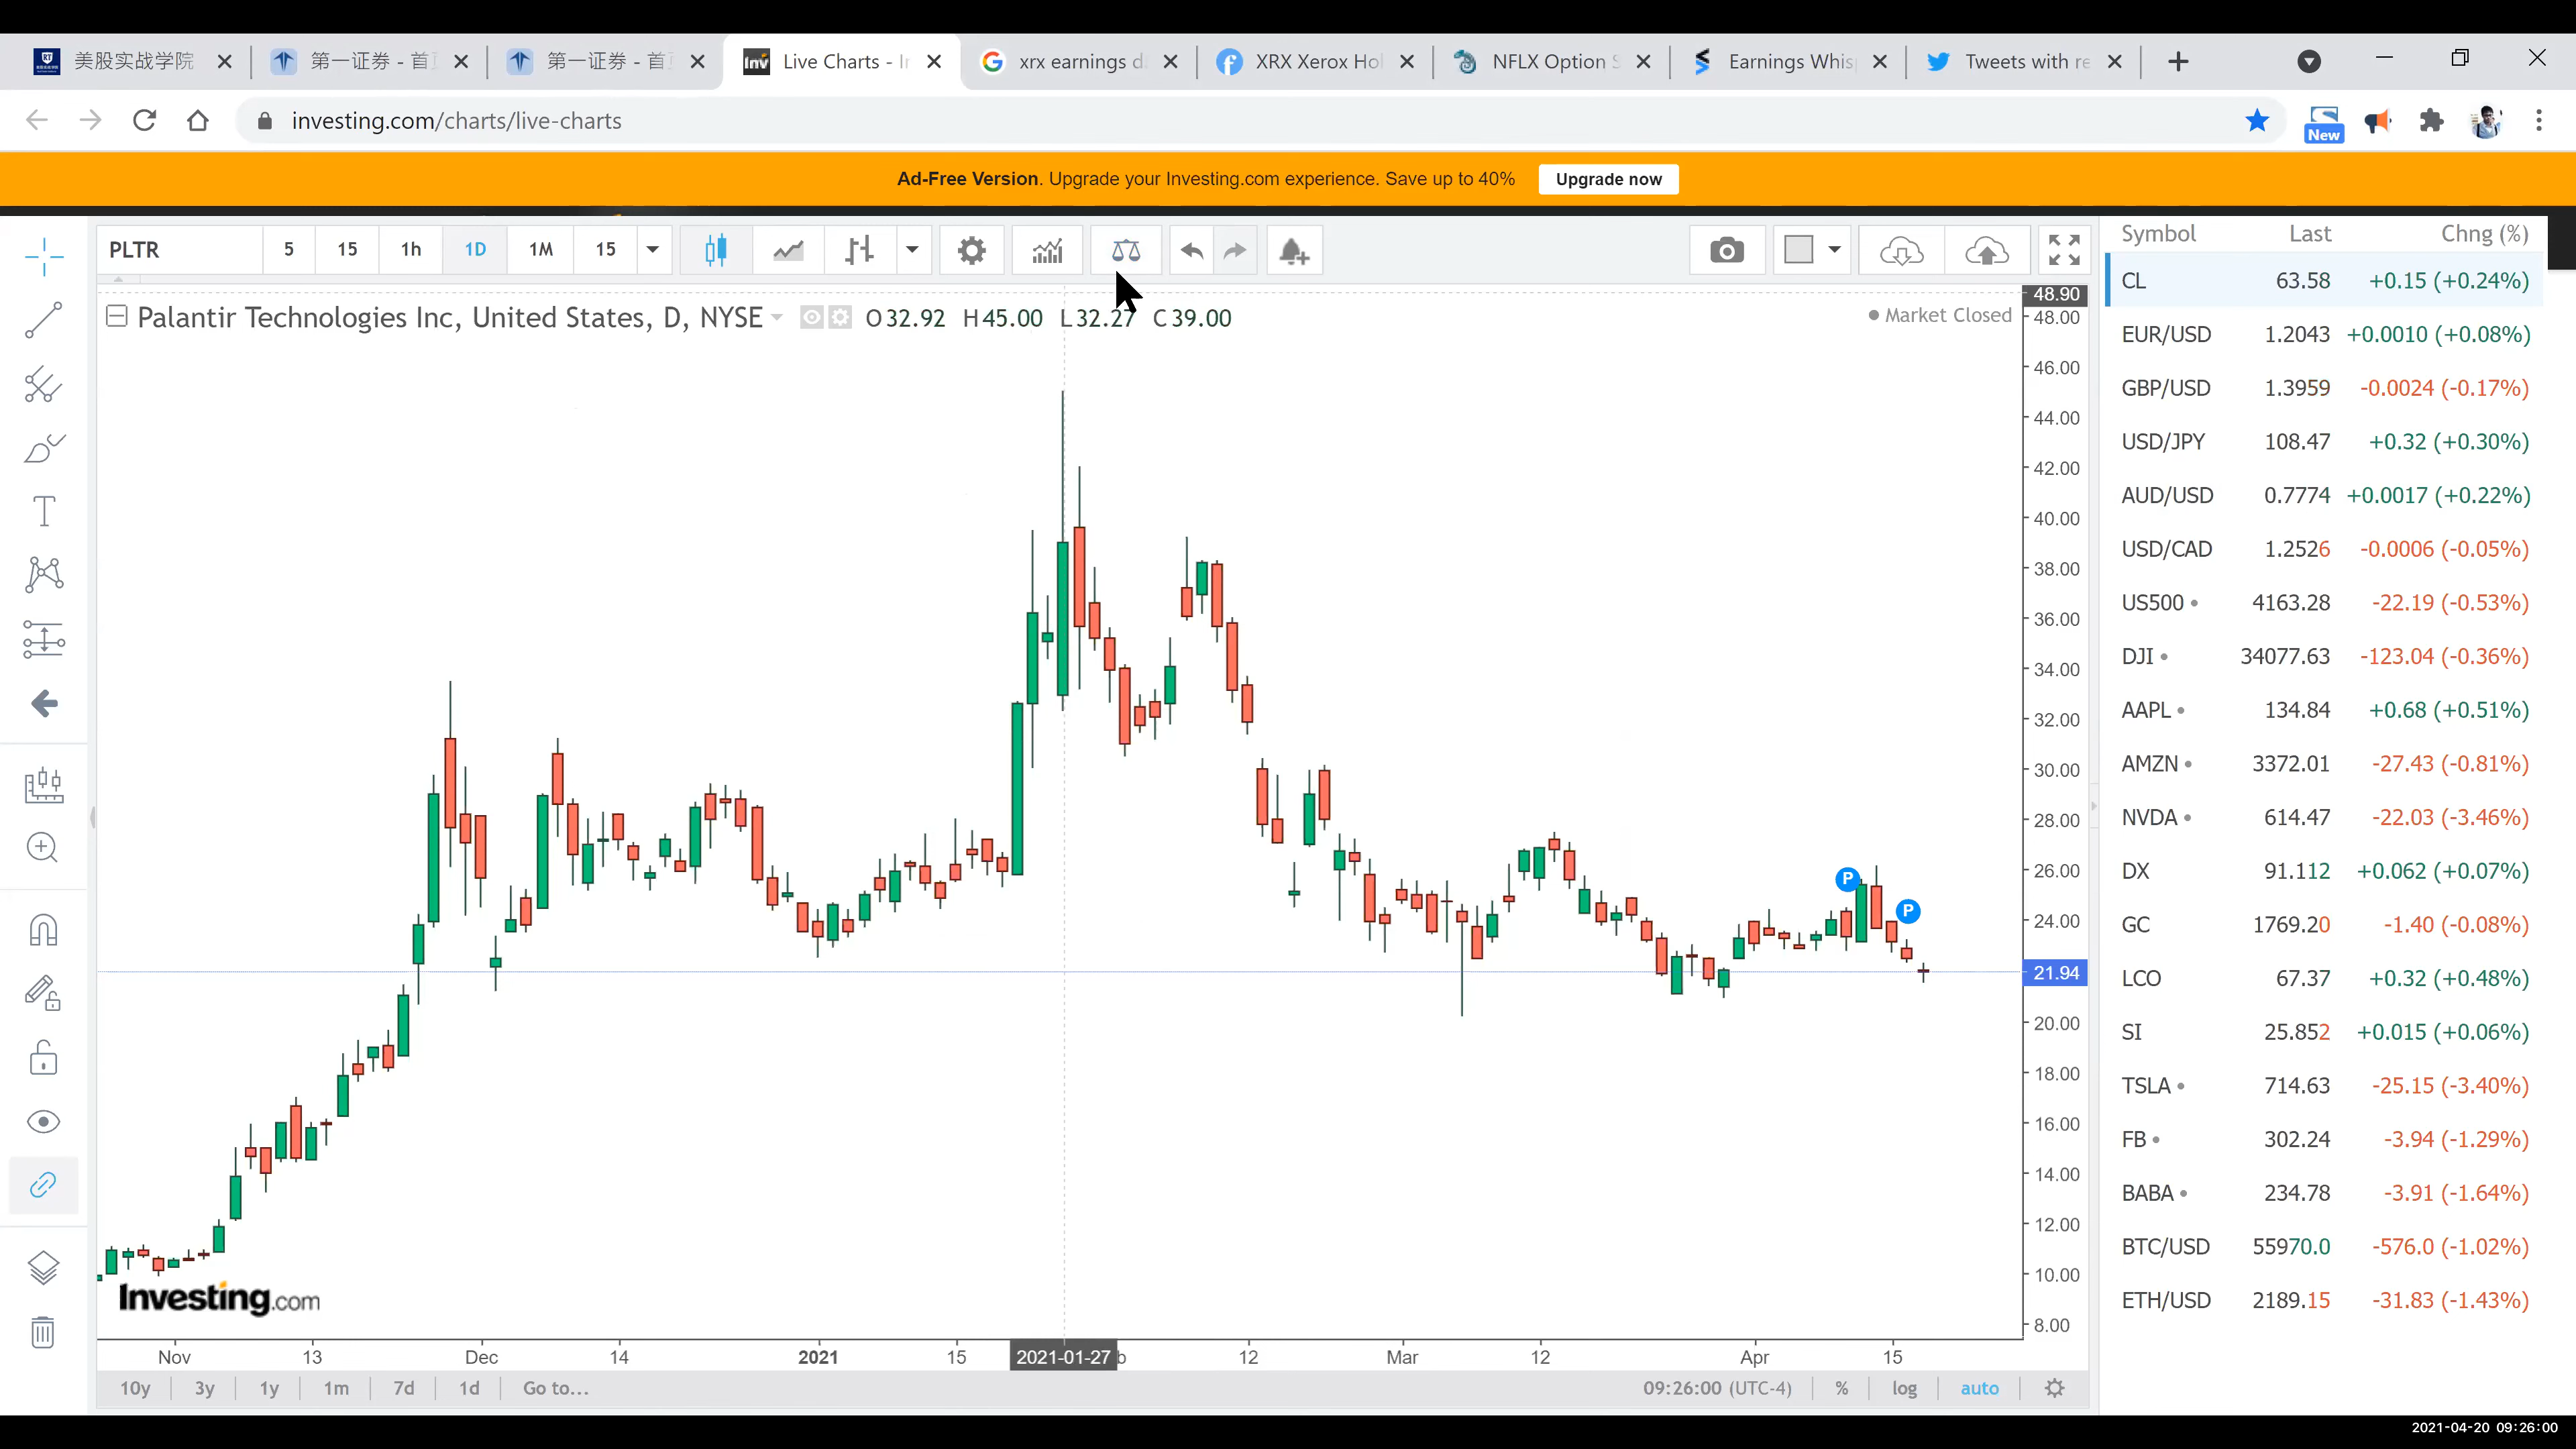 美股实战学院
第一证券 - 首
第一证券 - 首
Live Charts - I
xrx earnings d
XRX Xerox Hol
NFLX Option S
Earnings Whis
Tweets with re
investing.com/charts/live-charts
New
Ad-Free Version. Upgrade your Investing.com experience. Save up to 40%
Upgrade now
PLTR 5 15 1h 1D 1M 15
Symbol Last Chng (%)
Palantir Technologies Inc, United States, D, NYSE O32.92 H45.00 L32.27 C39.00
Market Closed
48.90
48.00
46.00
44.00
42.00
40.00
38.00
36.00
34.00
32.00
30.00
28.00
26.00
24.00
21.94
20.00
18.00
16.00
14.00
12.00
10.00
8.00
P
P
CL 63.58 +0.15 (+0.24%)
EUR/USD 1.2043 +0.0010 (+0.08%)
GBP/USD 1.3959 -0.0024 (-0.17%)
USD/JPY 108.47 +0.32 (+0.30%)
AUD/USD 0.7774 +0.0017 (+0.22%)
USD/CAD 1.2526 -0.0006 (-0.05%)
US500 4163.28 -22.19 (-0.53%)
DJI 34077.63 -123.04 (-0.36%)
AAPL 134.84 +0.68 (+0.51%)
AMZN 3372.01 -27.43 (-0.81%)
NVDA 614.47 -22.03 (-3.46%)
DX 91.112 +0.062 (+0.07%)
GC 1769.20 -1.40 (-0.08%)
LCO 67.37 +0.32 (+0.48%)
SI 25.852 +0.015 (+0.06%)
TSLA 714.63 -25.15 (-3.40%)
FB 302.24 -3.94 (-1.29%)
BABA 234.78 -3.91 (-1.64%)
BTC/USD 55970.0 -576.0 (-1.02%)
ETH/USD 2189.15 -31.83 (-1.43%)
Investing.com
Nov 13 Dec 14 2021 15 2021-01-27 b 12 Mar 12 Apr 15
10y 3y 1y 1m 7d 1d Go to... 09:26:00 (UTC-4) % log auto
2021-04-20 09:26:00